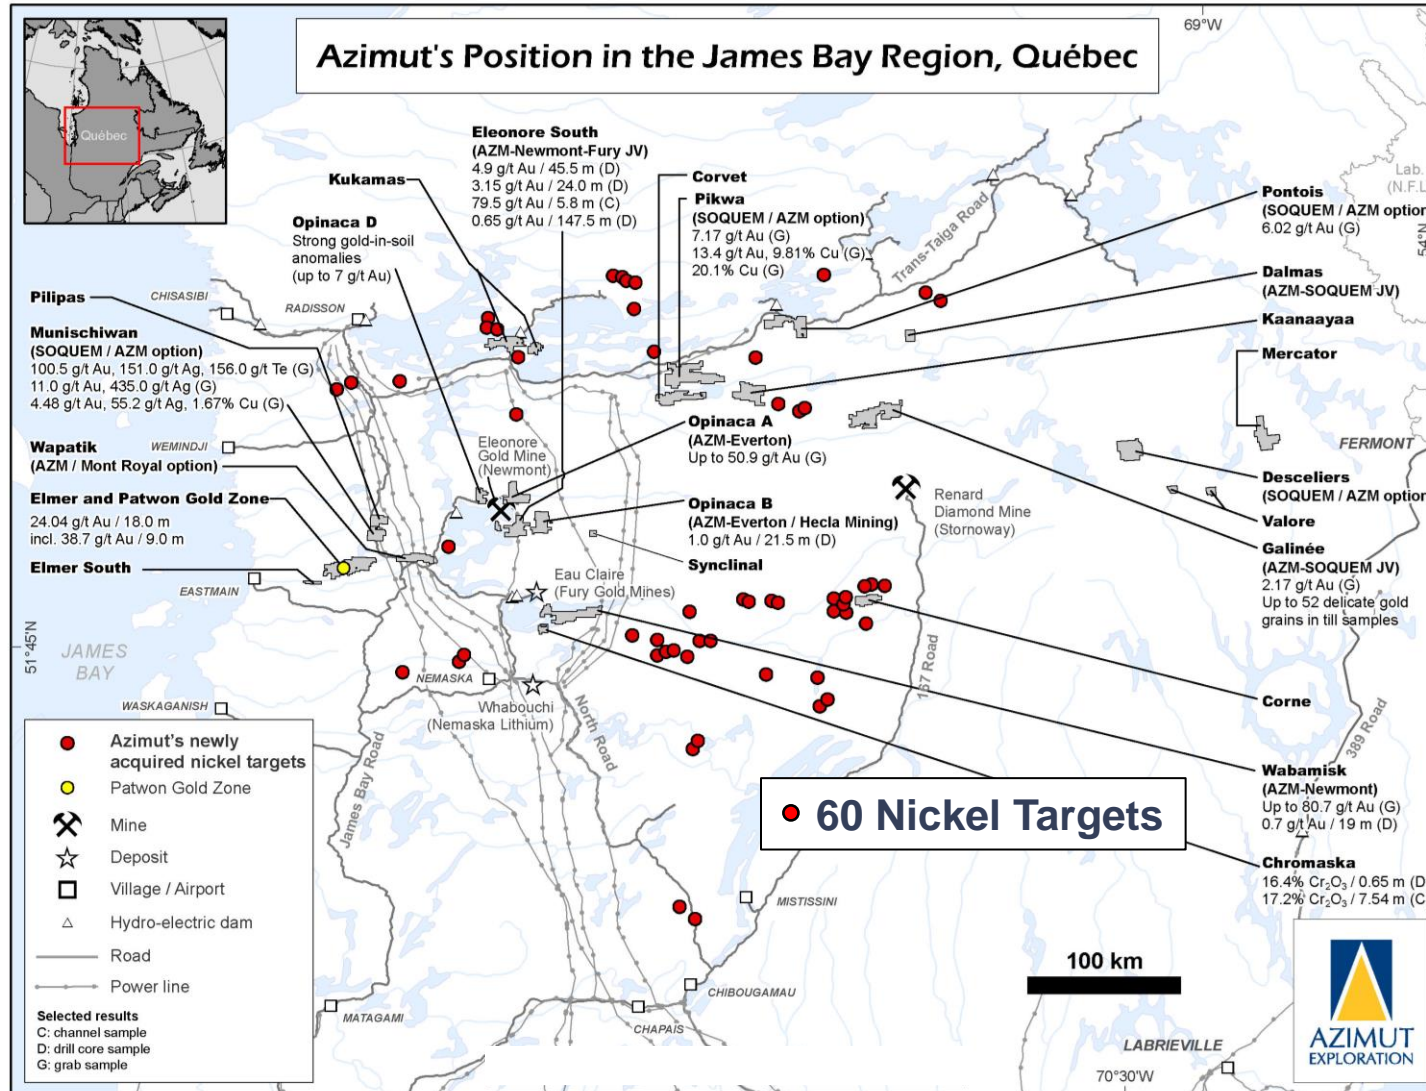 Azimut's Position in the James Bay Region, Québec
Québec
69°W
54°N
Lab.
(N.F.L
Eleonore South
(AZM-Newmont-Fury JV)
4.9 g/t Au / 45.5 m (D)
3.15 g/t Au / 24.0 m (D)
79.5 g/t Au / 5.8 m (C)
0.65 g/t Au / 147.5 m (D)
Kukamas
Opinaca D
Strong gold-in-soil
anomalies
(up to 7 g/t Au)
Corvet
Pikwa
(SOQUEM / AZM option)
7.17 g/t Au (G)
13.4 g/t Au, 9.81% Cu (G)
20.1% Cu (G)
Trans-Taiga Road
Pontois
(SOQUEM / AZM option
6.02 g/t Au (G)
Dalmas
(AZM-SOQUEM JV)
Kaanaayaa
Mercator
FERMONT
Pilipas
CHISASIBI
RADISSON
Munischiwan
(SOQUEM / AZM option)
100.5 g/t Au, 151.0 g/t Ag, 156.0 g/t Te (G)
11.0 g/t Au, 435.0 g/t Ag (G)
4.48 g/t Au, 55.2 g/t Ag, 1.67% Cu (G)
Wapatik
(AZM / Mont Royal option)
WEMINDJI
Elmer and Patwon Gold Zone
24.04 g/t Au / 18.0 m
incl. 38.7 g/t Au / 9.0 m
Elmer South
EASTMAIN
Eleonore
Gold Mine
(Newmont)
Opinaca A
(AZM-Everton)
Up to 50.9 g/t Au (G)
Opinaca B
(AZM-Everton / Hecla Mining)
1.0 g/t Au / 21.5 m (D)
Synclinal
Renard
Diamond Mine
(Stornoway)
Desceliers
(SOQUEM / AZM option
Valore
Galinée
(AZM-SOQUEM JV)
2.17 g/t Au (G)
Up to 52 delicate gold
grains in till samples
Eau Claire
(Fury Gold Mines)
51°45'N
JAMES
BAY
NEMASKA
WASKAGANISH
Whabouchi
(Nemaska Lithium)
North Road
James Bay Road
167 Road
389 Road
Corne
Wabamisk
(AZM-Newmont)
Up to 80.7 g/t Au (G)
0.7 g/t Au / 19 m (D)
Chromaska
16.4% Cr₂O₃ / 0.65 m (D
17.2% Cr₂O₃ / 7.54 m (C
60 Nickel Targets
Azimut's newly
acquired nickel targets
Patwon Gold Zone
Mine
Deposit
Village / Airport
Hydro-electric dam
Road
Power line
Selected results
C: channel sample
D: drill core sample
G: grab sample
MISTISSINI
CHIBOUGAMAU
CHAPAIS
MATAGAMI
100 km
LABRIEVILLE
70°30'W
AZIMUT
EXPLORATION